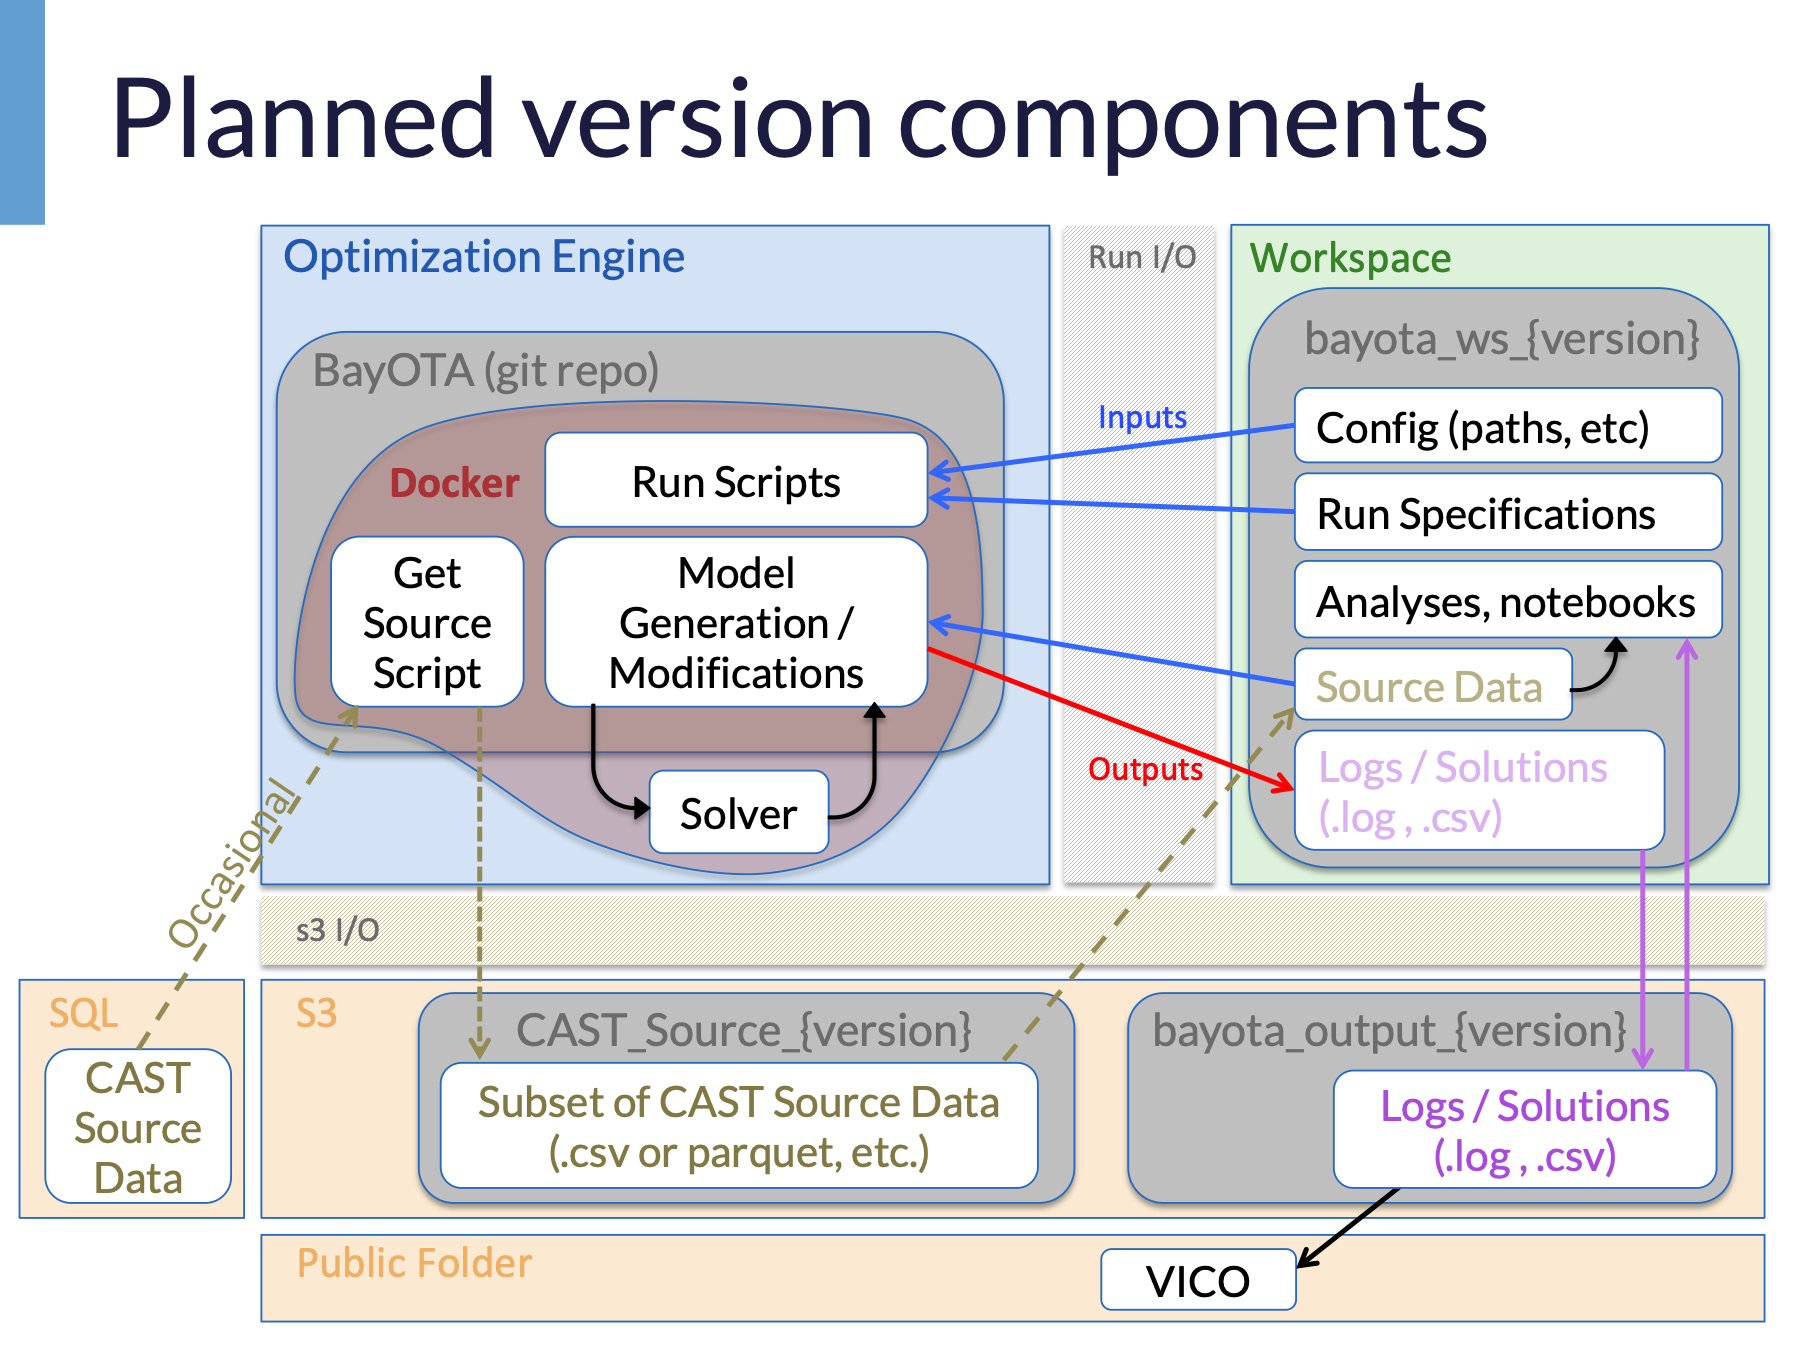 Planned version components
Optimization Engine
BayOTA (git repo)
Docker
Run Scripts
Get
Source
Script
Model
Generation /
Modifications
Solver
Run I/O
Inputs
Outputs
Workspace
bayota_ws_{version}
Config (paths, etc)
Run Specifications
Analyses, notebooks
Source Data
Logs / Solutions
(.log , .csv)
Occasional
s3 I/O
SQL
CAST
Source
Data
S3
CAST_Source_{version}
Subset of CAST Source Data
(.csv or parquet, etc.)
bayota_output_{version}
Logs / Solutions
(.log , .csv)
Public Folder
VICO